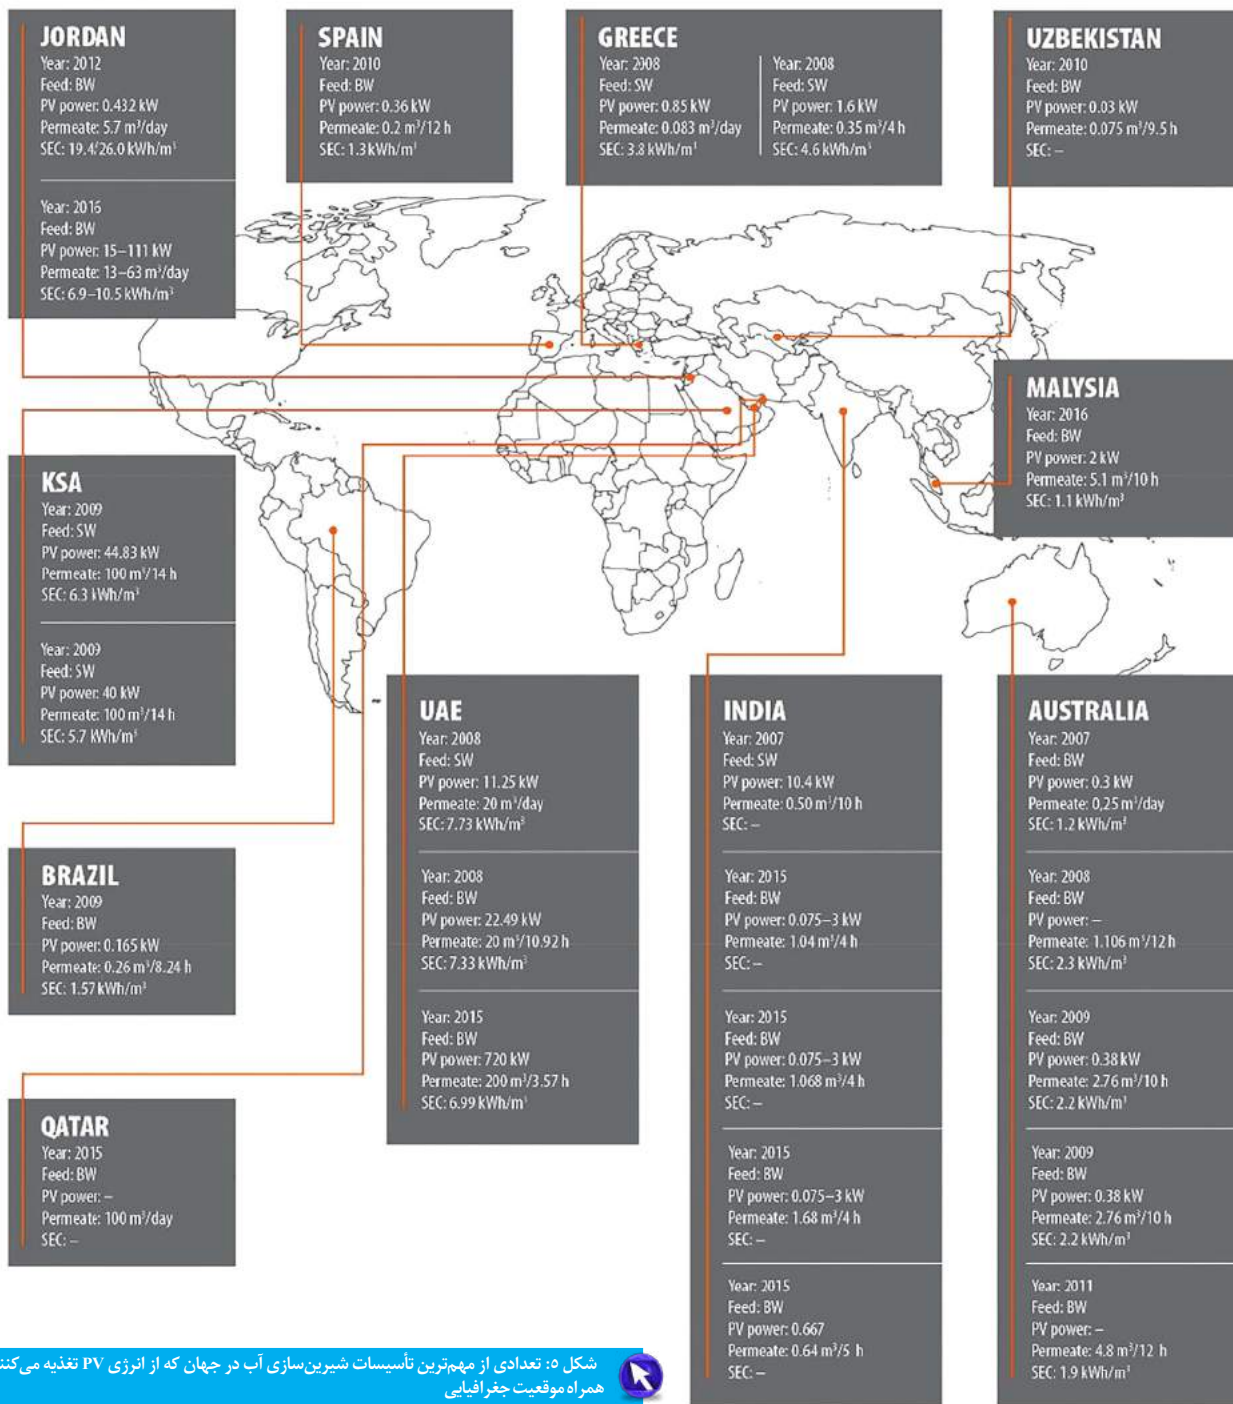 JORDAN
Year: 2012
Feed: BW
PV power: 0.432 kW
Permeate: 5.7 m³/day
SEC: 19.4/26.0 kWh/m³
Year: 2016
Feed: BW
PV power: 15–111 kW
Permeate: 13–63 m³/day
SEC: 6.9–10.5 kWh/m³
SPAIN
Year: 2010
Feed: BW
PV power: 0.36 kW
Permeate: 0.2 m³/12 h
SEC: 1.3 kWh/m³
GREECE
Year: 2008
Feed: SW
PV power: 0.85 kW
Permeate: 0.083 m³/day
SEC: 3.8 kWh/m³
Year: 2008
Feed: SW
PV power: 1.6 kW
Permeate: 0.35 m³/4 h
SEC: 4.6 kWh/m³
UZBEKISTAN
Year: 2010
Feed: BW
PV power: 0.03 kW
Permeate: 0.075 m³/9.5 h
SEC: –
MALYSIA
Year: 2016
Feed: BW
PV power: 2 kW
Permeate: 5.1 m³/10 h
SEC: 1.1 kWh/m³
KSA
Year: 2009
Feed: SW
PV power: 44.83 kW
Permeate: 100 m³/14 h
SEC: 6.3 kWh/m³
Year: 2009
Feed: SW
PV power: 40 kW
Permeate: 100 m³/14 h
SEC: 5.7 kWh/m³
BRAZIL
Year: 2009
Feed: BW
PV power: 0.165 kW
Permeate: 0.26 m³/8.24 h
SEC: 1.57 kWh/m³
QATAR
Year: 2015
Feed: BW
PV power: –
Permeate: 100 m³/day
SEC: –
UAE
Year: 2008
Feed: SW
PV power: 11.25 kW
Permeate: 20 m³/day
SEC: 7.73 kWh/m³
Year: 2008
Feed: BW
PV power: 22.49 kW
Permeate: 20 m³/10.92 h
SEC: 7.33 kWh/m³
Year: 2015
Feed: BW
PV power: 720 kW
Permeate: 200 m³/3.57 h
SEC: 6.99 kWh/m³
INDIA
Year: 2007
Feed: SW
PV power: 10.4 kW
Permeate: 0.50 m³/10 h
SEC: –
Year: 2015
Feed: BW
PV power: 0.075–3 kW
Permeate: 1.04 m³/4 h
SEC: –
Year: 2015
Feed: BW
PV power: 0.075–3 kW
Permeate: 1.068 m³/4 h
SEC: –
Year: 2015
Feed: BW
PV power: 0.075–3 kW
Permeate: 1.68 m³/4 h
SEC: –
Year: 2015
Feed: BW
PV power: 0.667
Permeate: 0.64 m³/5 h
SEC: –
AUSTRALIA
Year: 2007
Feed: BW
PV power: 0.3 kW
Permeate: 0,25 m³/day
SEC: 1.2 kWh/m³
Year: 2008
Feed: BW
PV power: –
Permeate: 1.106 m³/12 h
SEC: 2.3 kWh/m³
Year: 2009
Feed: BW
PV power: 0.38 kW
Permeate: 2.76 m³/10 h
SEC: 2.2 kWh/m³
Year: 2009
Feed: BW
PV power: 0.38 kW
Permeate: 2.76 m³/10 h
SEC: 2.2 kWh/m³
Year: 2011
Feed: BW
PV power: –
Permeate: 4.8 m³/12 h
SEC: 1.9 kWh/m³
شکل ۵: تعدادی از مهم‌ترین تأسیسات شیرین‌سازی آب در جهان که از انرژی PV تغذیه می‌کنند
همراه موقعیت جغرافیایی